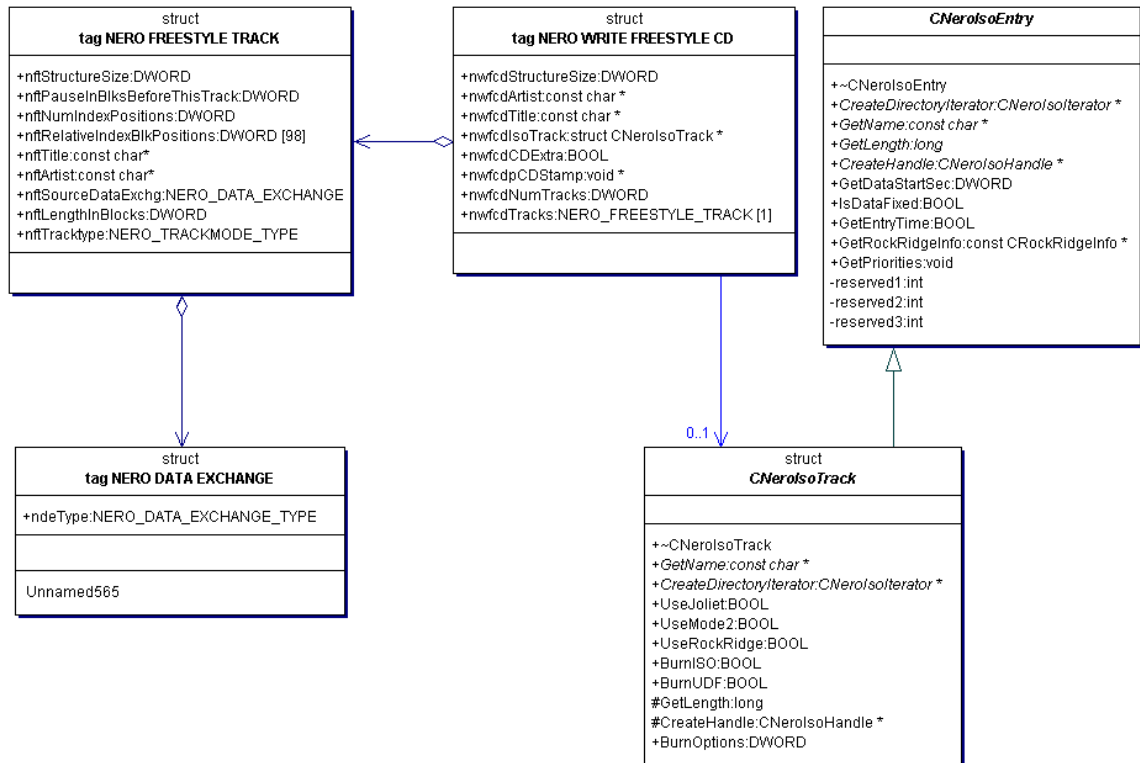 struct
tag NERO FREESTYLE TRACK
+nftStructureSize:DWORD
+nftPauseInBlksBeforeThisTrack:DWORD
+nftNumIndexPositions:DWORD
+nftRelativeIndexBlkPositions:DWORD [98]
+nftTitle:const char*
+nftArtist:const char*
+nftSourceDataExchg:NERO_DATA_EXCHANGE
+nftLengthInBlocks:DWORD
+nftTracktype:NERO_TRACKMODE_TYPE
struct
tag NERO WRITE FREESTYLE CD
+nwfcdStructureSize:DWORD
+nwfcdArtist:const char *
+nwfcdTitle:const char *
+nwfcdIsoTrack:struct CNeroIsoTrack *
+nwfcdCDExtra:BOOL
+nwfcdpCDStamp:void *
+nwfcdNumTracks:DWORD
+nwfcdTracks:NERO_FREESTYLE_TRACK [1]
CNeroIsoEntry
+~CNeroIsoEntry
+CreateDirectoryIterator:CNeroIsoIterator *
+GetName:const char *
+GetLength:long
+CreateHandle:CNeroIsoHandle *
+GetDataStartSec:DWORD
+IsDataFixed:BOOL
+GetEntryTime:BOOL
+GetRockRidgeInfo:const CRockRidgeInfo *
+GetPriorities:void
-reserved1:int
-reserved2:int
-reserved3:int
struct
tag NERO DATA EXCHANGE
+ndeType:NERO_DATA_EXCHANGE_TYPE
Unnamed565
0..1
struct
CNeroIsoTrack
+~CNeroIsoTrack
+GetName:const char *
+CreateDirectoryIterator:CNeroIsoIterator *
+UseJoliet:BOOL
+UseMode2:BOOL
+UseRockRidge:BOOL
+BurnISO:BOOL
+BurnUDF:BOOL
#GetLength:long
#CreateHandle:CNeroIsoHandle *
+BurnOptions:DWORD